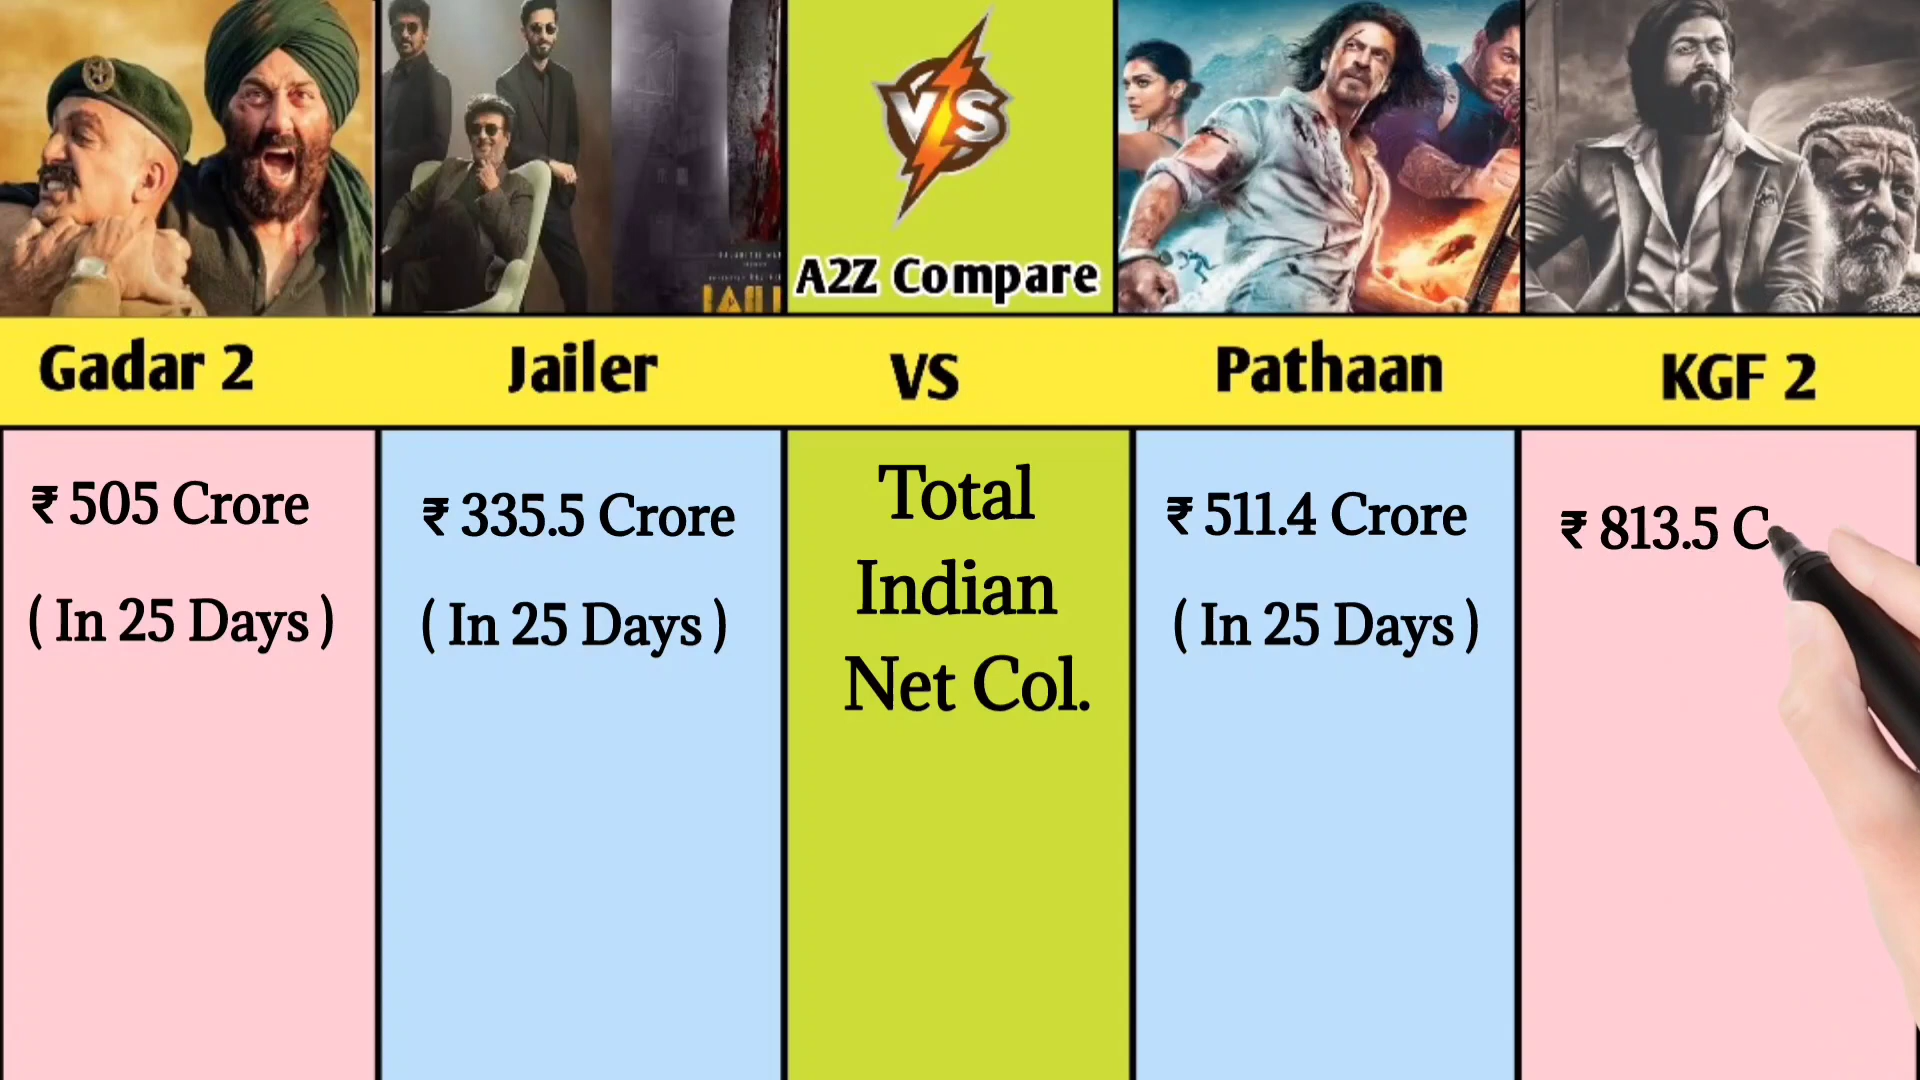 VS
A2Z Compare
JAIL
Gadar 2
Jailer
VS
Pathaan
KGF 2
₹ 505 Crore
( In 25 Days )
₹ 335.5 Crore
( In 25 Days )
Total
Indian
Net Col.
₹ 511.4 Crore
( In 25 Days )
₹ 813.5 C